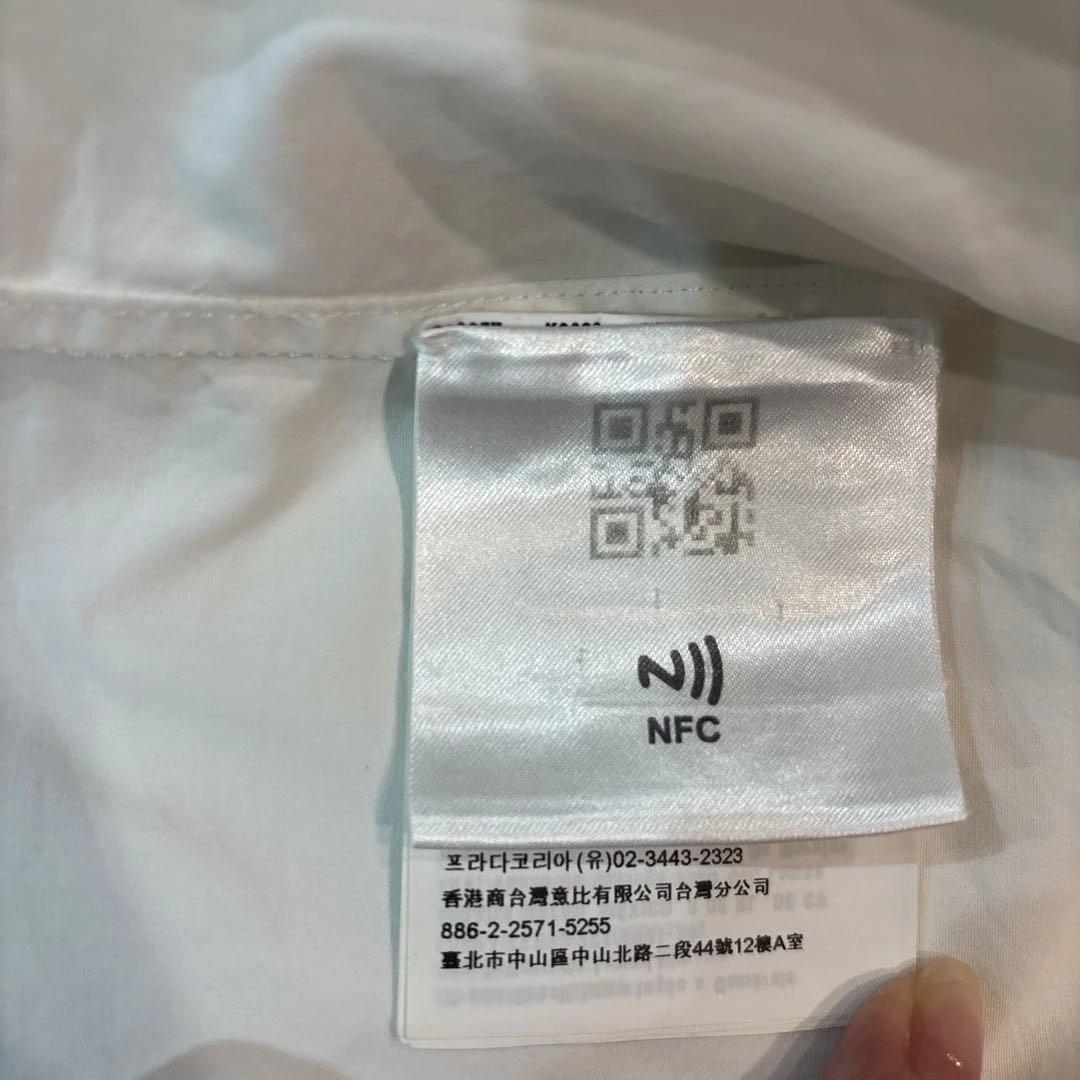 NFC
프라다코리아(유)02-3443-2323
香港商台灣意比有限公司台灣分公司
886-2-2571-5255
臺北市中山區中山北路二段44號12樓A室